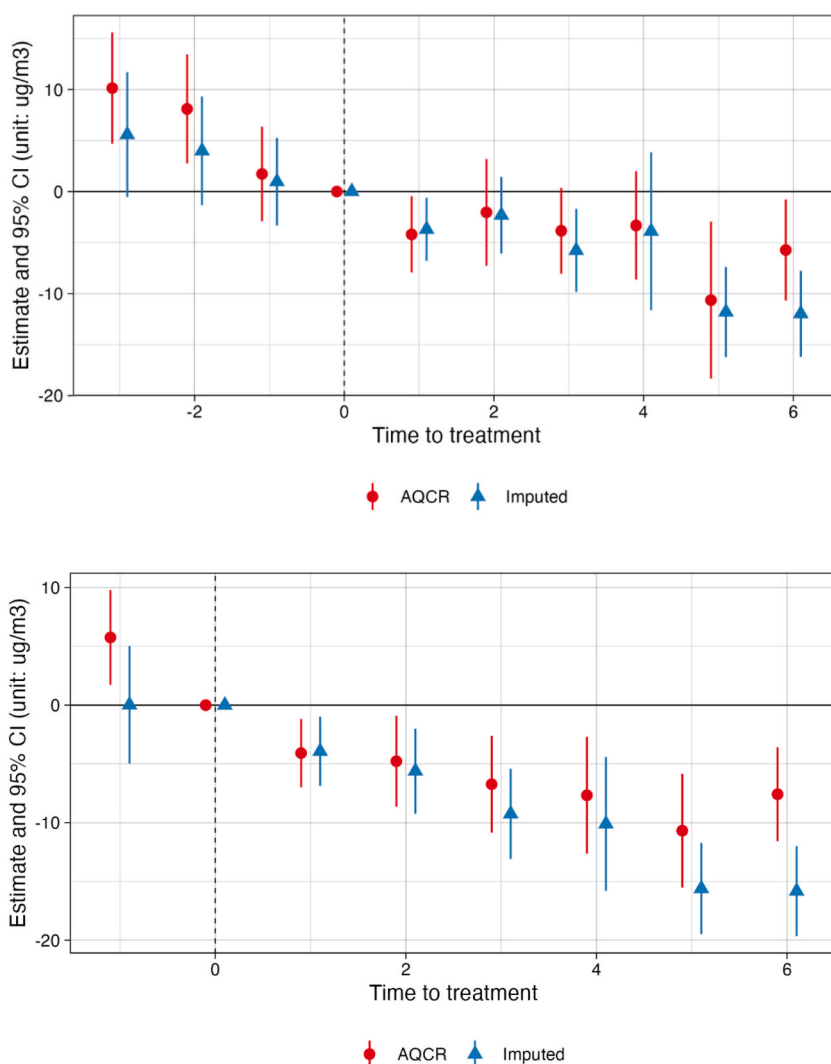 Estimate and 95% CI (unit: ug/m3)
10
0
-10
-20
-2
0
2
4
6
Time to treatment
AQCR
Imputed
Estimate and 95% CI (unit: ug/m3)
10
0
-10
-20
0
2
4
6
Time to treatment
AQCR
Imputed